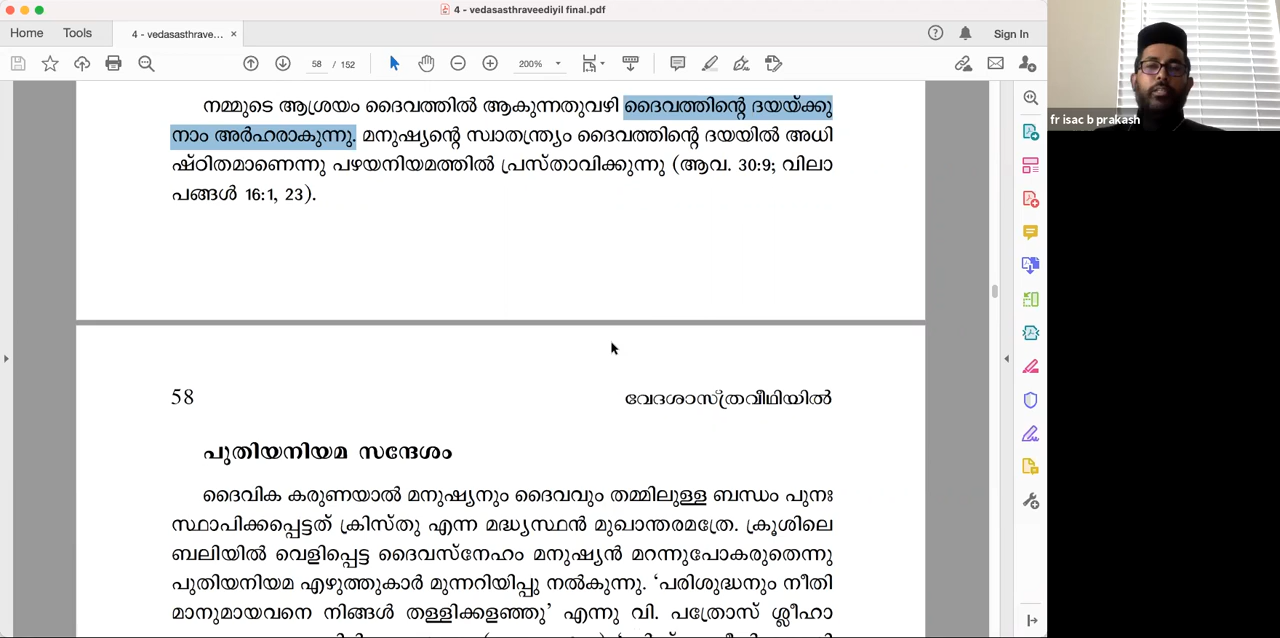 4 - vedasasthraveediyil final.pdf
Home Tools 4 - vedasasthrave... × Sign In
58 / 152 200%
നമ്മുടെ ആശ്രയം ദൈവത്തിൽ ആകുന്നതുവഴി ദൈവത്തിന്റെ ദയയ്ക്കു
നാം അർഹരാകുന്നു. മനുഷ്യന്റെ സ്വാതന്ത്ര്യം ദൈവത്തിന്റെ ദയയിൽ അധി
ഷ്ഠിതമാണെന്നു പഴയനിയമത്തിൽ പ്രസ്താവിക്കുന്നു (ആവ. 30:9; വിലാ
പങ്ങൾ 16:1, 23).
58 വേദശാസ്ത്രവീഥിയിൽ
പുതിയനിയമ സന്ദേശം
ദൈവിക കരുണയാൽ മനുഷ്യനും ദൈവവും തമ്മിലുള്ള ബന്ധം പുനഃ
സ്ഥാപിക്കപ്പെട്ടത് ക്രിസ്തു എന്ന മദ്ധ്യസ്ഥൻ മുഖാന്തരമത്രേ. ക്രൂശിലെ
ബലിയിൽ വെളിപ്പെട്ട ദൈവസ്നേഹം മനുഷ്യൻ മറന്നുപോകരുതെന്നു
പുതിയനിയമ എഴുത്തുകാർ മുന്നറിയിപ്പു നൽകുന്നു. 'പരിശുദ്ധനും നീതി
മാനുമായവനെ നിങ്ങൾ തള്ളിക്കളഞ്ഞു' എന്നു വി. പത്രോസ് ശ്ലീഹാ
fr isac b prakash